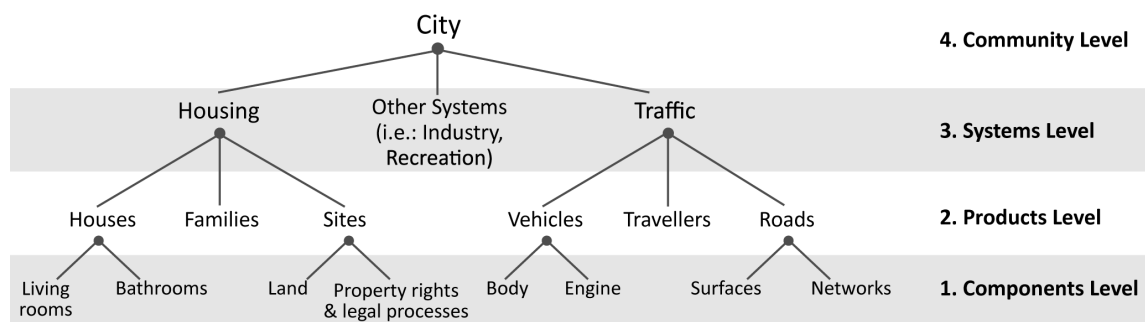 City
4. Community Level
Housing
Other Systems
(i.e.: Industry,
Recreation)
Traffic
3. Systems Level
Houses
Families
Sites
Vehicles
Travellers
Roads
2. Products Level
Living
rooms
Bathrooms
Land
Property rights
& legal processes
Body
Engine
Surfaces
Networks
1. Components Level